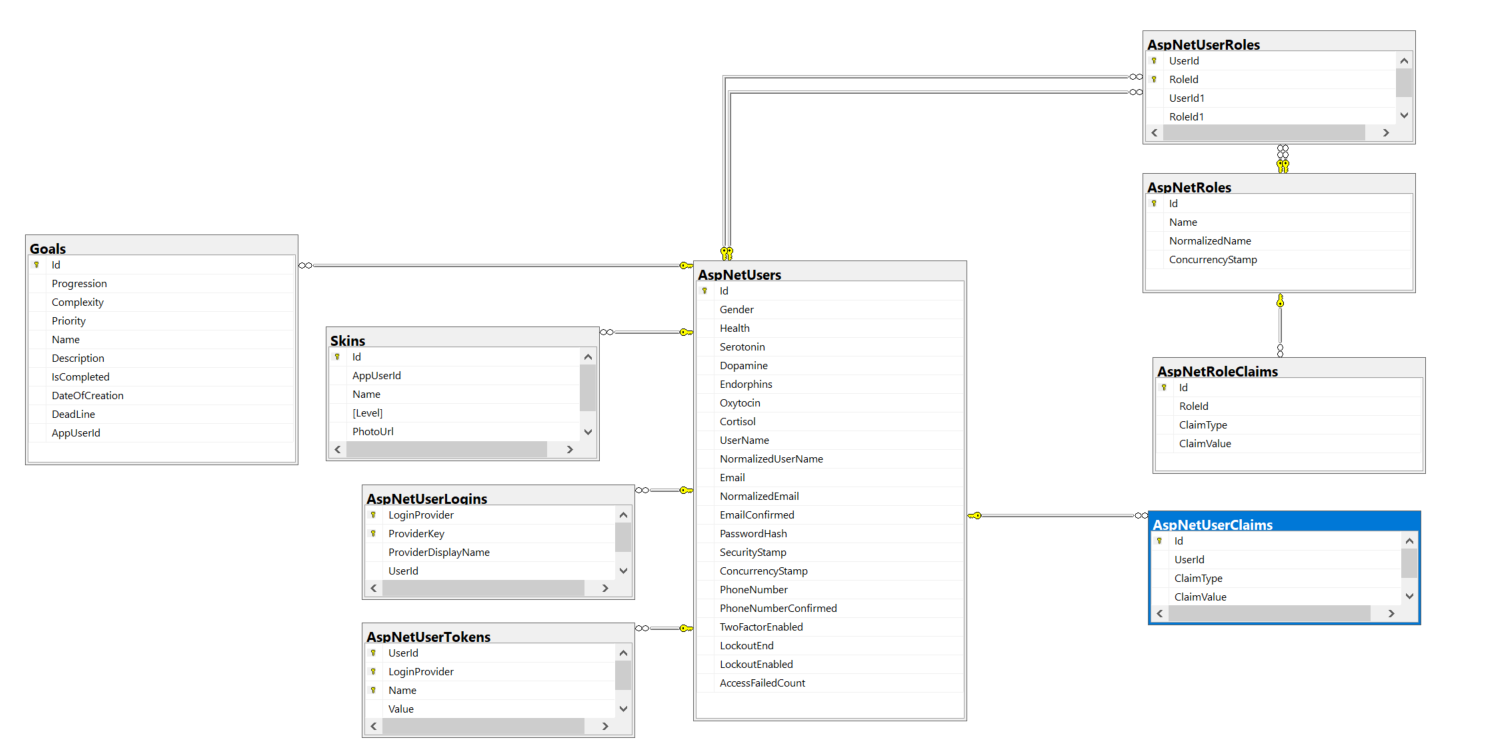 AspNetUserRoles
UserId
RoleId
UserId1
RoleId1
AspNetRoles
Id
Name
NormalizedName
ConcurrencyStamp
Goals
Id
Progression
Complexity
Priority
Name
Description
IsCompleted
DateOfCreation
DeadLine
AppUserId
AspNetUsers
Id
Gender
Health
Serotonin
Dopamine
Endorphins
Oxytocin
Cortisol
UserName
NormalizedUserName
Email
NormalizedEmail
EmailConfirmed
PasswordHash
SecurityStamp
ConcurrencyStamp
PhoneNumber
PhoneNumberConfirmed
TwoFactorEnabled
LockoutEnd
LockoutEnabled
AccessFailedCount
Skins
Id
AppUserId
Name
[Level]
PhotoUrl
AspNetRoleClaims
Id
RoleId
ClaimType
ClaimValue
AspNetUserLogins
LoginProvider
ProviderKey
ProviderDisplayName
UserId
AspNetUserClaims
Id
UserId
ClaimType
ClaimValue
AspNetUserTokens
UserId
LoginProvider
Name
Value